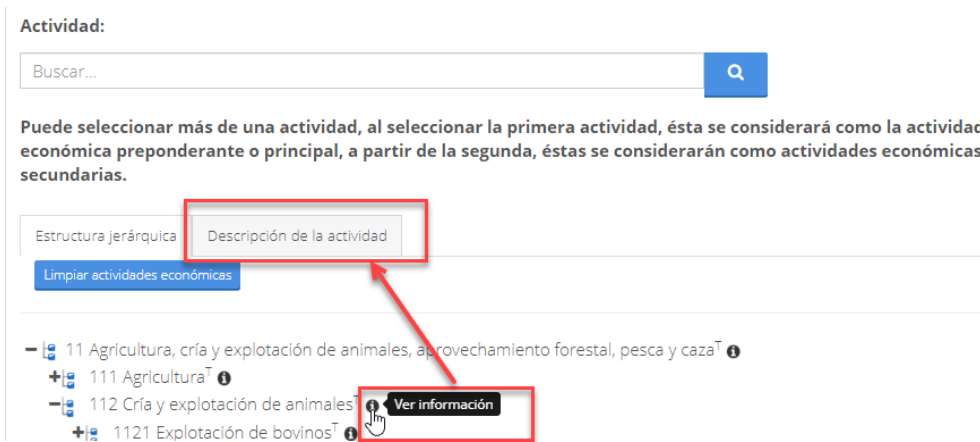 Actividad:
Buscar...
Puede seleccionar más de una actividad, al seleccionar la primera actividad, ésta se considerará como la actividad
económica preponderante o principal, a partir de la segunda, éstas se considerarán como actividades económicas
secundarias.
Estructura jerárquica Descripción de la actividad
Limpiar actividades económicas
11 Agricultura, cría y explotación de animales, aprovechamiento forestal, pesca y caza^T
111 Agricultura^T
112 Cría y explotación de animales^T Ver información
1121 Explotación de bovinos^T